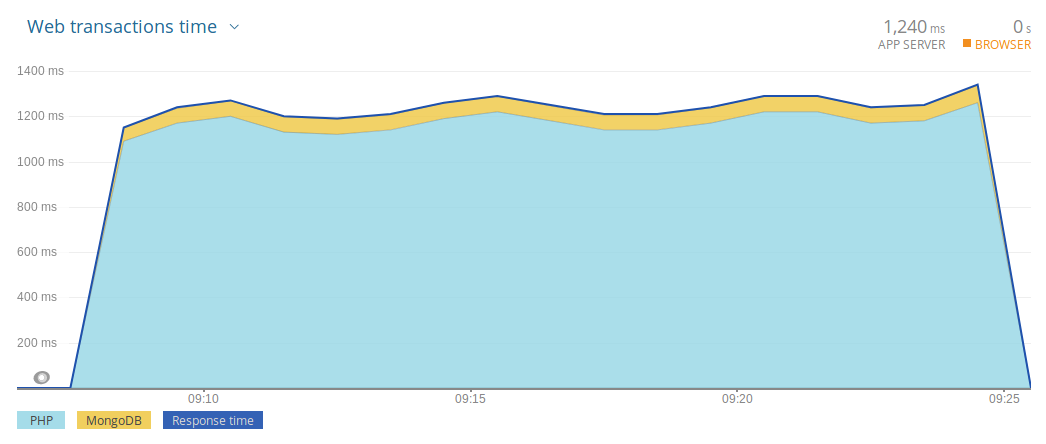 Web transactions time
1,240 ms 0 s
APP SERVER BROWSER
1400 ms
1200 ms
1000 ms
800 ms
600 ms
400 ms
200 ms
09:10 09:15 09:20 09:25
PHP MongoDB Response time